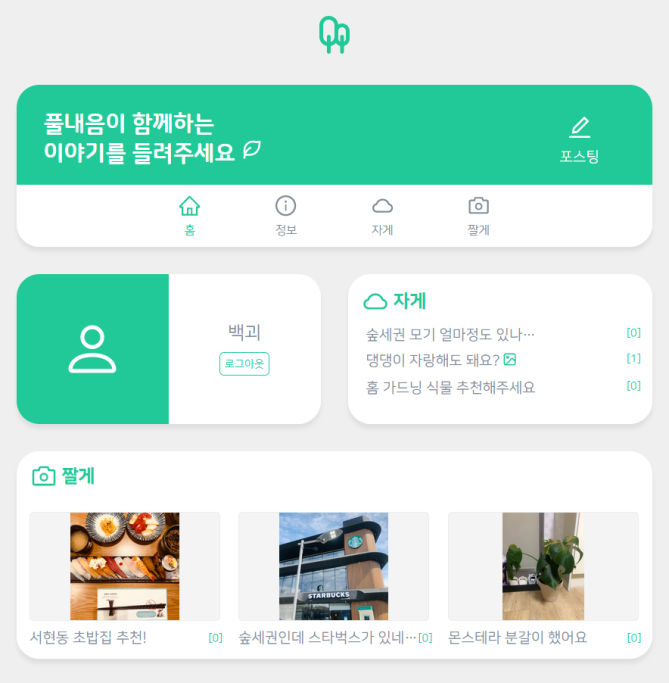 풀내음이 함께하는
이야기를 들려주세요
포스팅
홈 정보 자게 짤게
백괴
로그아웃
자게
숲세권 모기 얼마정도 있나… [0]
댕댕이 자랑해도 돼요? [1]
홈 가드닝 식물 추천해주세요 [0]
짤게
STARBUCKS
서현동 초밥집 추천! [0]
숲세권인데 스타벅스가 있네… [0]
몬스테라 분갈이 했어요 [0]